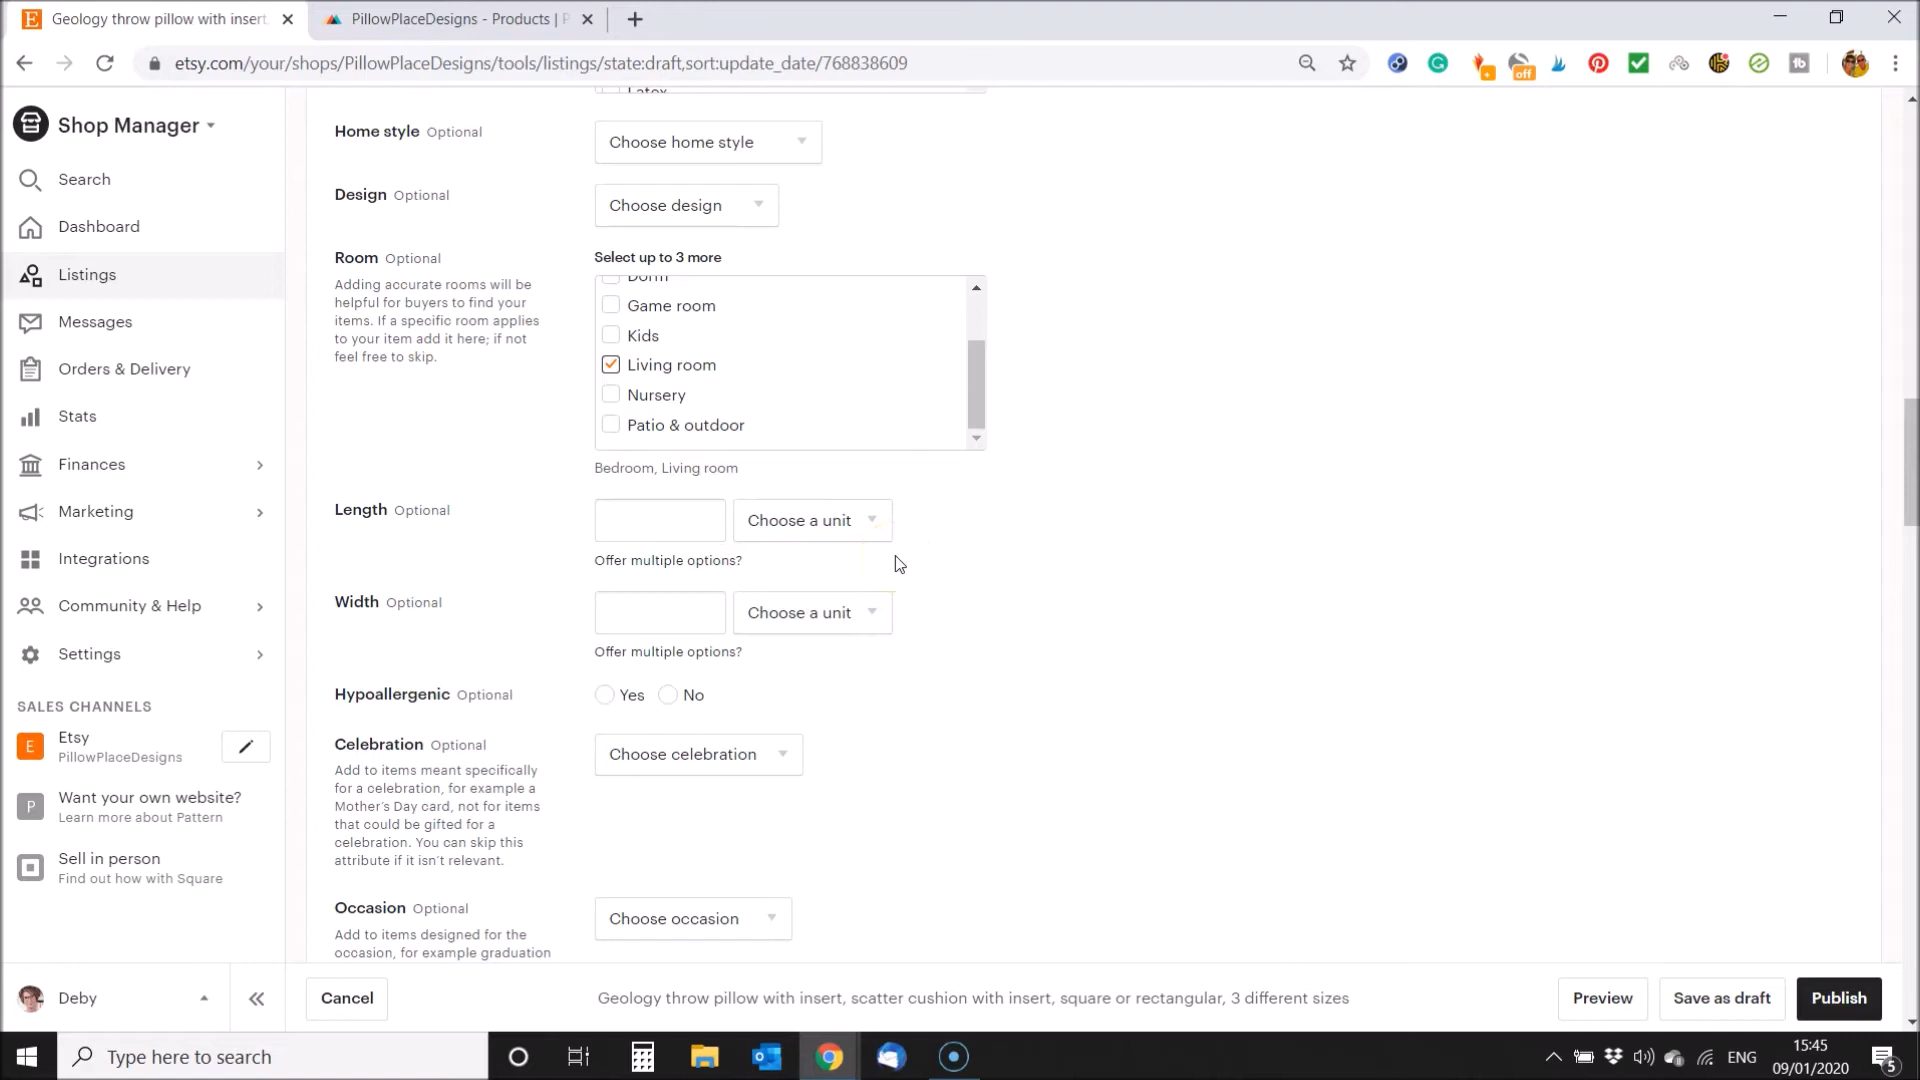 Geology throw pillow with insert,
PillowPlaceDesigns - Products | P
etsy.com/your/shops/PillowPlaceDesigns/tools/listings/state:draft,sort:update_date/768838609
off
Shop Manager
Search
Dashboard
Listings
Messages
Orders & Delivery
Stats
Finances
Marketing
Integrations
Community & Help
Settings
SALES CHANNELS
E
Etsy
PillowPlaceDesigns
P
Want your own website?
Learn more about Pattern
Sell in person
Find out how with Square
Deby
Latex
Home style Optional
Choose home style
Design Optional
Choose design
Room Optional
Adding accurate rooms will be
helpful for buyers to find your
items. If a specific room applies
to your item add it here; if not
feel free to skip.
Select up to 3 more
Dorm
Game room
Kids
Living room
Nursery
Patio & outdoor
Bedroom, Living room
Length Optional
Choose a unit
Offer multiple options?
Width Optional
Choose a unit
Offer multiple options?
Hypoallergenic Optional
Yes No
Celebration Optional
Add to items meant specifically
for a celebration, for example a
Mother's Day card, not for items
that could be gifted for a
celebration. You can skip this
attribute if it isn't relevant.
Choose celebration
Occasion Optional
Add to items designed for the
occasion, for example graduation
Choose occasion
Cancel
Geology throw pillow with insert, scatter cushion with insert, square or rectangular, 3 different sizes
Preview
Save as draft
Publish
Type here to search
ENG
15:45
09/01/2020
5